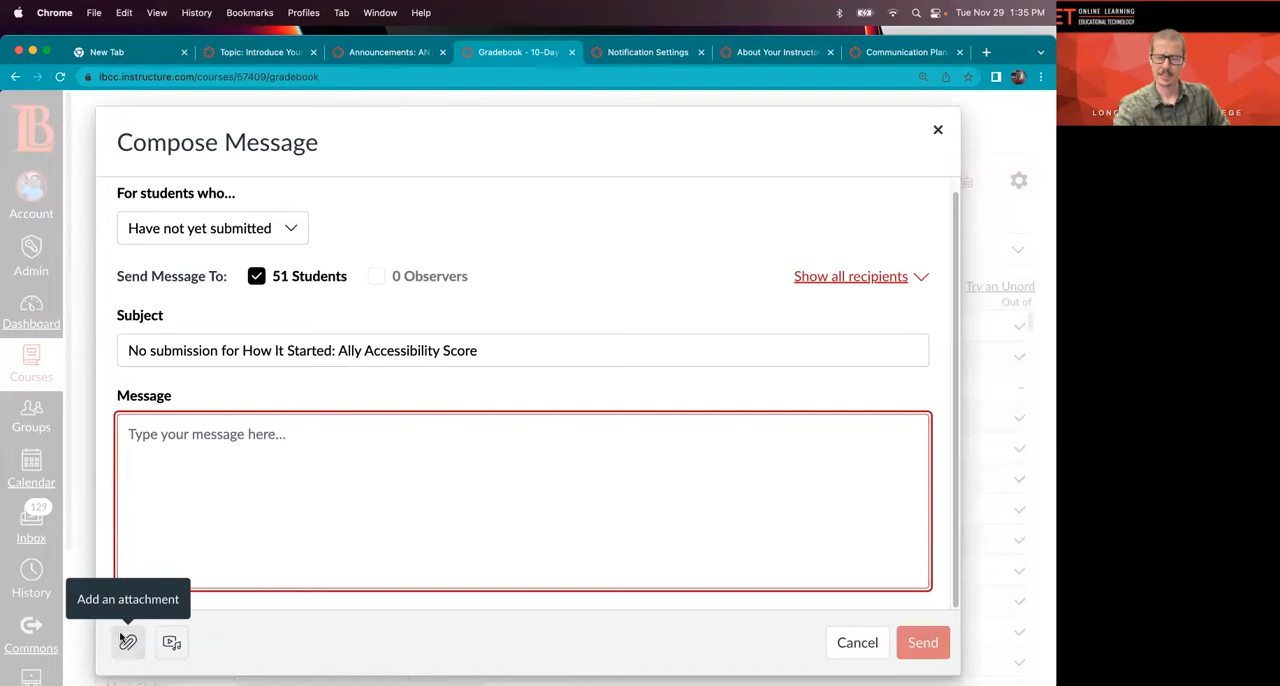 Chrome File Edit View History Bookmarks Profiles Tab Window Help Tue Nov 29 1:35 PM
ET ONLINE LEARNING
EDUCATIONAL TECHNOLOGY
New Tab Topic: Introduce You Announcements: AN Gradebook - 10-Day Notification Settings About Your Instructo Communication Plan
lbcc.instructure.com/courses/57409/gradebook
LB
LONG
EGE
Account
Admin
Dashboard
Courses
Groups
Calendar
129
Inbox
History
Commons
Compose Message
For students who...
Have not yet submitted
Send Message To: 51 Students 0 Observers Show all recipients
Subject
No submission for How It Started: Ally Accessibility Score
Message
Type your message here...
Add an attachment
Cancel Send
Try an Unord
Out of